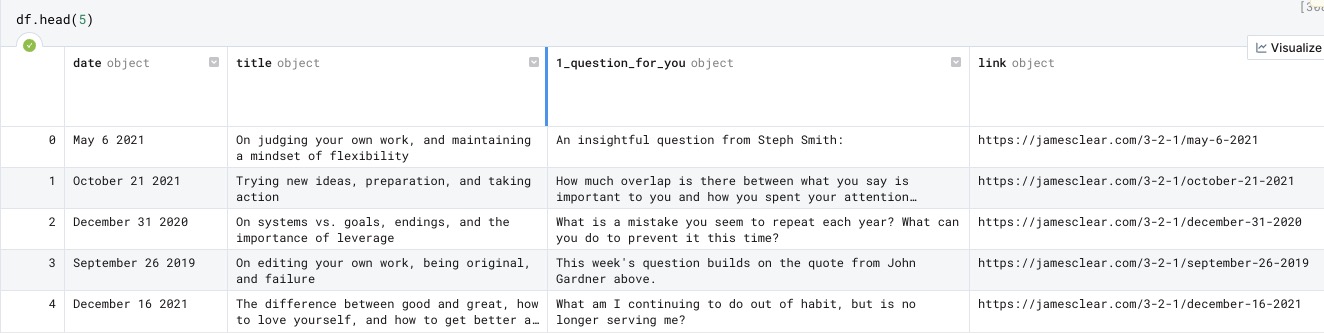 df.head(5)
Visualize
date object title object 1_question_for_you object link object
0 May 6 2021 On judging your own work, and maintaining An insightful question from Steph Smith: https://jamesclear.com/3-2-1/may-6-2021
a mindset of flexibility
1 October 21 2021 Trying new ideas, preparation, and taking How much overlap is there between what you say is https://jamesclear.com/3-2-1/october-21-2021
action important to you and how you spent your attention…
2 December 31 2020 On systems vs. goals, endings, and the What is a mistake you seem to repeat each year? What can https://jamesclear.com/3-2-1/december-31-2020
importance of leverage you do to prevent it this time?
3 September 26 2019 On editing your own work, being original, This week's question builds on the quote from John https://jamesclear.com/3-2-1/september-26-2019
and failure Gardner above.
4 December 16 2021 The difference between good and great, how What am I continuing to do out of habit, but is no https://jamesclear.com/3-2-1/december-16-2021
to love yourself, and how to get better a… longer serving me?